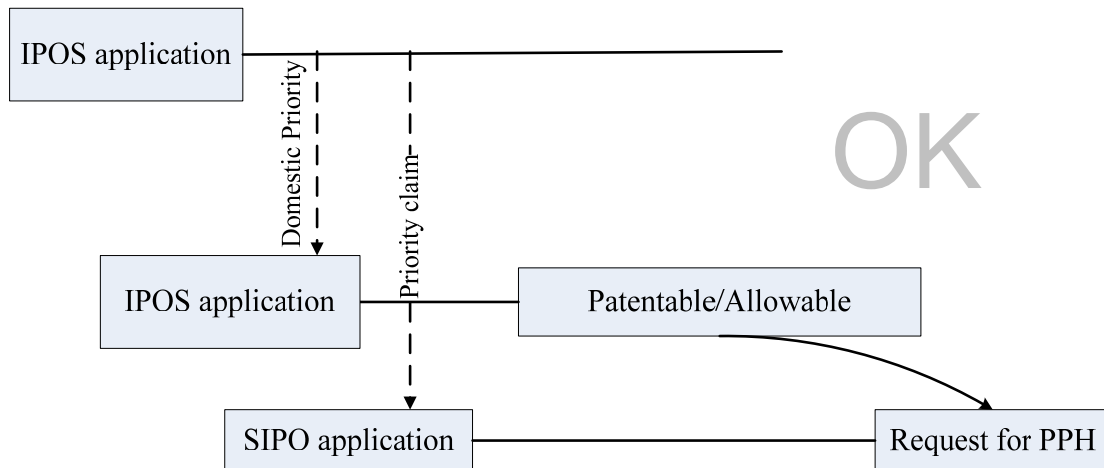 IPOS application
OK
Domestic Priority
Priority claim
IPOS application
Patentable/Allowable
SIPO application
Request for PPH